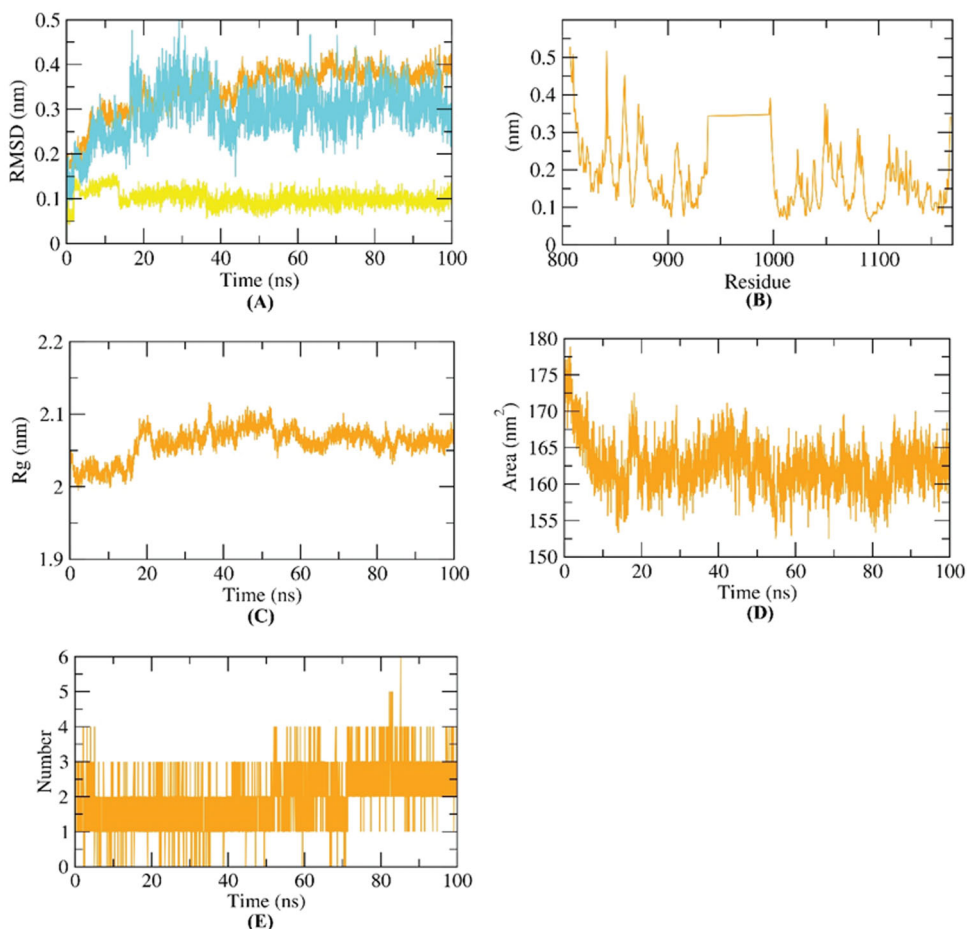 0.5
0.4
0.3
0.2
0.1
0
RMSD (nm)
0 20 40 60 80 100
Time (ns)
(A)
0.5
0.4
0.3
0.2
0.1
0
(nm)
800 900 1000 1100
Residue
(B)
2.2
2.1
2
1.9
Rg (nm)
0 20 40 60 80 100
Time (ns)
(C)
180
175
170
165
160
155
150
Area (nm²)
0 20 40 60 80 100
Time (ns)
(D)
6
5
4
3
2
1
0
Number
0 20 40 60 80 100
Time (ns)
(E)